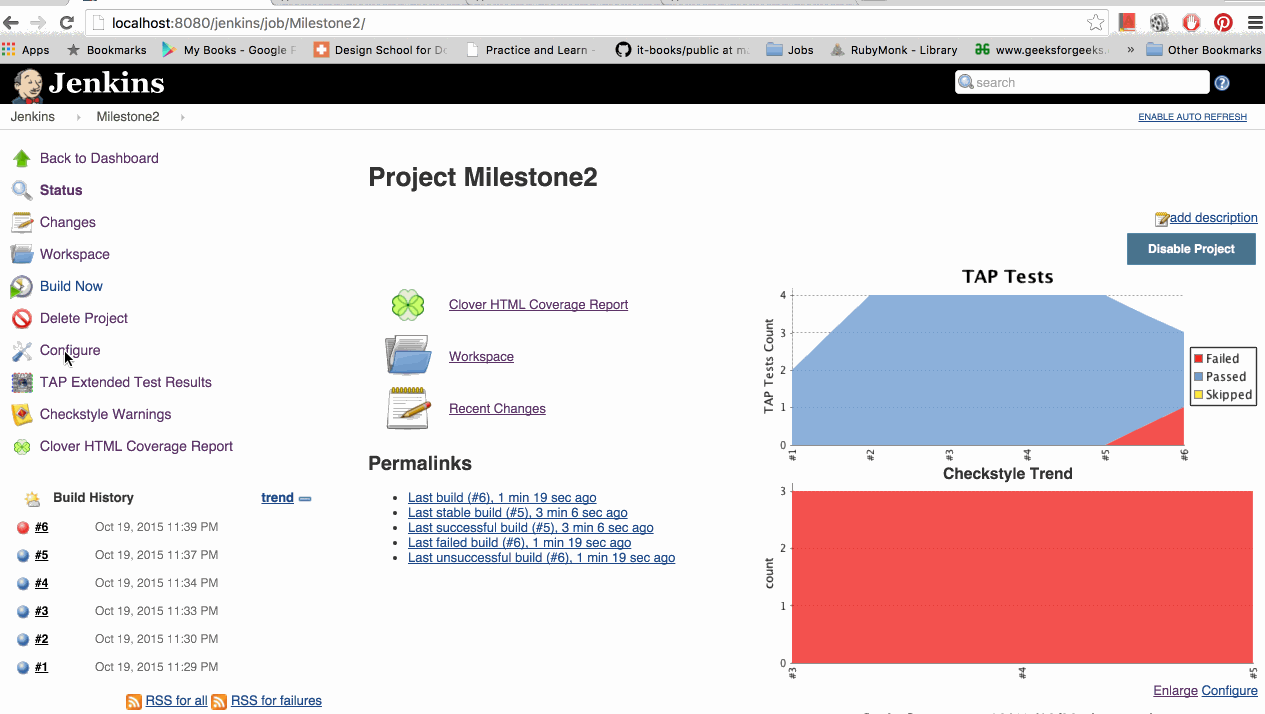 localhost:8080/jenkins/job/Milestone2/
Apps Bookmarks My Books - Google Design School for De Practice and Learn - it-books/public at m Jobs RubyMonk - Library www.geeksforgeeks. » Other Bookmarks
Jenkins
search
?
Jenkins Milestone2
ENABLE AUTO REFRESH
Back to Dashboard
Status
Changes
Workspace
Build Now
Delete Project
Configure
TAP Extended Test Results
Checkstyle Warnings
Clover HTML Coverage Report
Build History trend
#6 Oct 19, 2015 11:39 PM
#5 Oct 19, 2015 11:37 PM
#4 Oct 19, 2015 11:34 PM
#3 Oct 19, 2015 11:33 PM
#2 Oct 19, 2015 11:30 PM
#1 Oct 19, 2015 11:29 PM
RSS for all RSS for failures
Project Milestone2
add description
Disable Project
Clover HTML Coverage Report
Workspace
Recent Changes
Permalinks
Last build (#6), 1 min 19 sec ago
Last stable build (#5), 3 min 6 sec ago
Last successful build (#5), 3 min 6 sec ago
Last failed build (#6), 1 min 19 sec ago
Last unsuccessful build (#6), 1 min 19 sec ago
TAP Tests
TAP Tests Count
4
3
2
1
0
#1 #2 #3 #4 #5 #6
Failed
Passed
Skipped
Checkstyle Trend
count
3
2
1
0
#3 #4 #5
Enlarge Configure